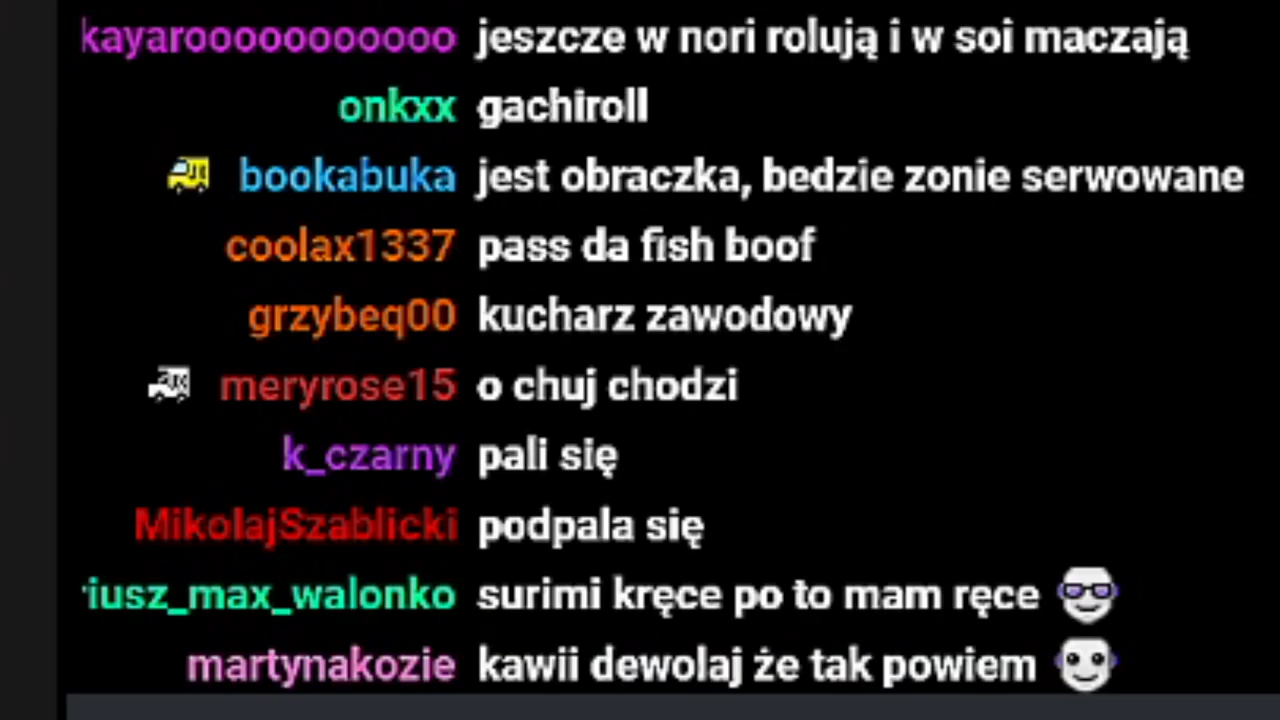 kayarooooooooooo jeszcze w nori rolują i w soi maczają
onkxx gachiroll
bookabuka jest obraczka, bedzie zonie serwowane
coolax1337 pass da fish boof
grzybeq00 kucharz zawodowy
meryrose15 o chuj chodzi
k_czarny pali się
MikolajSzablicki podpala się
iusz_max_walonko surimi kręce po to mam ręce
martynakozie kawii dewolaj że tak powiem